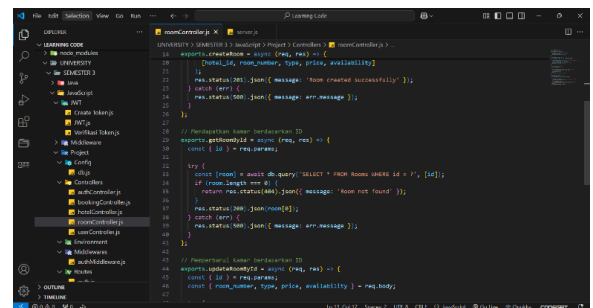 File Edit Selection View Go Run ···
Learning Code
EXPLORER
LEARNING CODE
node_modules
UNIVERSITY
SEMESTER 3
Java
JavaScript
JWT
Create Token.js
JWT.js
Verifikasi Token.js
Middleware
Project
Config
db.js
Controllers
authController.js
bookingController.js
hotelController.js
roomController.js
userController.js
Environment
Middlewares
authMiddleware.js
Routes
OUTLINE
TIMELINE
roomController.js × server.js
UNIVERSITY > SEMESTER 3 > JavaScript > Project > Controllers > roomController.js > ...
exports.createRoom = async (req, res) => {
[hotel_id, room_number, type, price, availability]
);
res.status(201).json({ message: 'Room created successfully' });
} catch (err) {
res.status(500).json({ message: err.message });
}
};
// Mendapatkan kamar berdasarkan ID
exports.getRoomById = async (req, res) => {
const { id } = req.params;
try {
const [room] = await db.query('SELECT * FROM Rooms WHERE id = ?', [id]);
if (room.length === 0) {
return res.status(404).json({ message: 'Room not found' });
}
res.status(200).json(room[0]);
} catch (err) {
res.status(500).json({ message: err.message });
}
};
// Memperbarui kamar berdasarkan ID
exports.updateRoomById = async (req, res) => {
const { id } = req.params;
const { room_number, type, price, availability } = req.body;